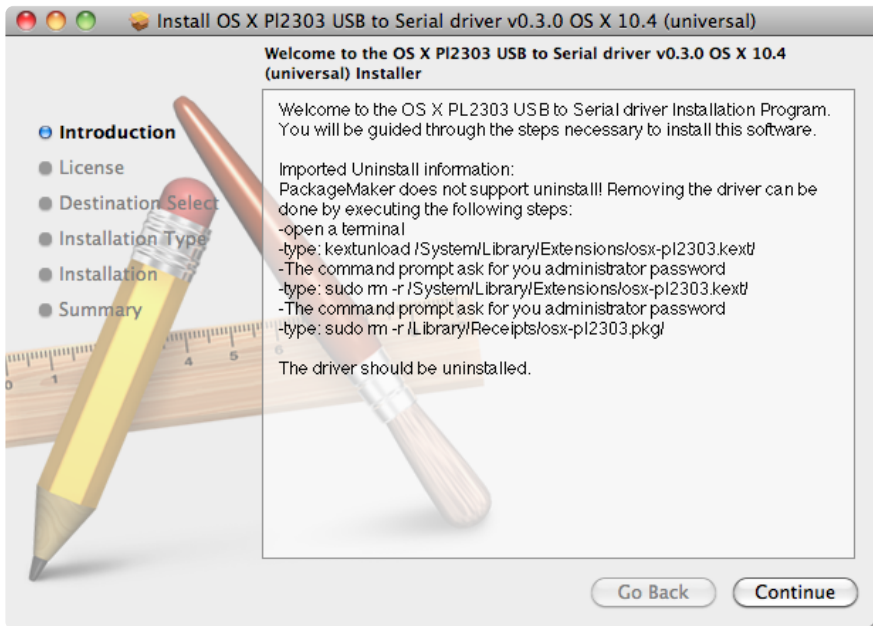 Install OS X Pl2303 USB to Serial driver v0.3.0 OS X 10.4 (universal)
Welcome to the OS X Pl2303 USB to Serial driver v0.3.0 OS X 10.4
(universal) Installer
Introduction
License
Destination Select
Installation Type
Installation
Summary
Welcome to the OS X PL2303 USB to Serial driver Installation Program.
You will be guided through the steps necessary to install this software.
Imported Uninstall information:
PackageMaker does not support uninstall! Removing the driver can be
done by executing the following steps:
-open a terminal
-type: kextunload /System/Library/Extensions/osx-pl2303.kext/
-The command prompt ask for you administrator password
-type: sudo rm -r /System/Library/Extensions/osx-pl2303.kext/
-The command prompt ask for you administrator password
-type: sudo rm -r /Library/Receipts/osx-pl2303.pkg/
The driver should be uninstalled.
0 1 4 5 6
Go Back
Continue